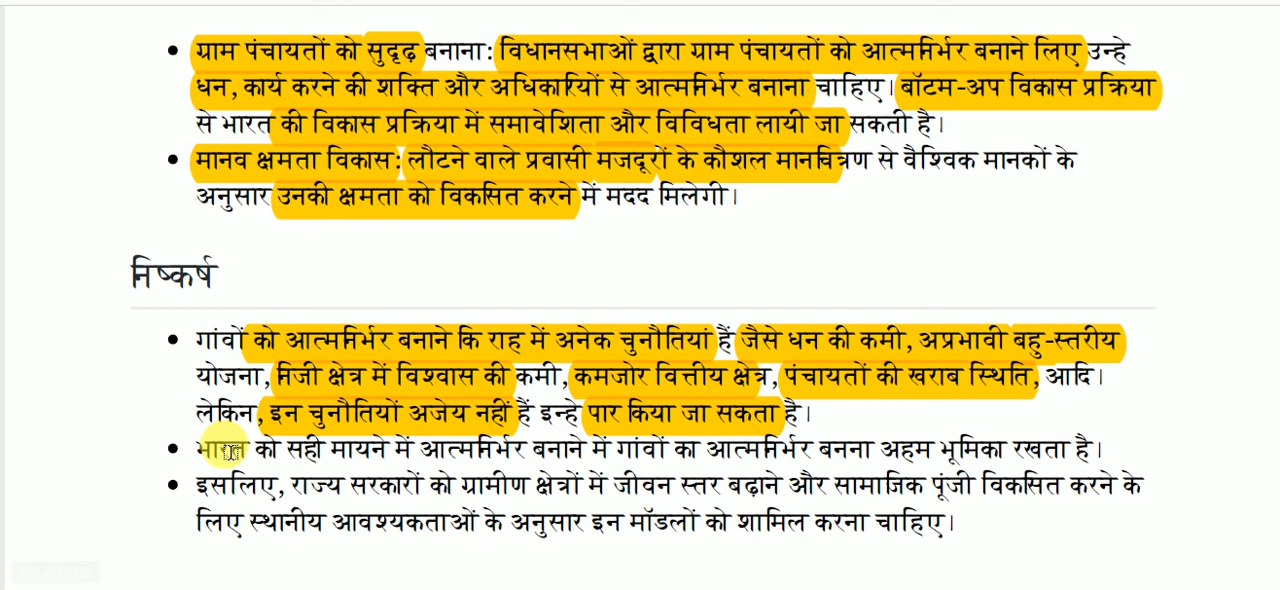 ग्राम पंचायतों को सुदृढ़ बनाना: विधानसभाओं द्वारा ग्राम पंचायतों को आत्मनिर्भर बनाने लिए उन्हे
धन, कार्य करने की शक्ति और अधिकारियों से आत्मनिर्भर बनाना चाहिए। बॉटम-अप विकास प्रक्रिया
से भारत की विकास प्रक्रिया में समावेशिता और विविधता लायी जा सकती है।
मानव क्षमता विकास: लौटने वाले प्रवासी मजदूरों के कौशल मानचित्रण से वैश्विक मानकों के
अनुसार उनकी क्षमता को विकसित करने में मदद मिलेगी।
निष्कर्ष
गांवों को आत्मनिर्भर बनाने कि राह में अनेक चुनौतियां हैं जैसे धन की कमी, अप्रभावी बहु-स्तरीय
योजना, निजी क्षेत्र में विश्वास की कमी, कमजोर वित्तीय क्षेत्र, पंचायतों की खराब स्थिति, आदि।
लेकिन, इन चुनौतियों अजेय नहीं हैं इन्हे पार किया जा सकता है।
भारत को सही मायने में आत्मनिर्भर बनाने में गांवों का आत्मनिर्भर बनना अहम भूमिका रखता है।
इसलिए, राज्य सरकारों को ग्रामीण क्षेत्रों में जीवन स्तर बढ़ाने और सामाजिक पूंजी विकसित करने के
लिए स्थानीय आवश्यकताओं के अनुसार इन मॉडलों को शामिल करना चाहिए।